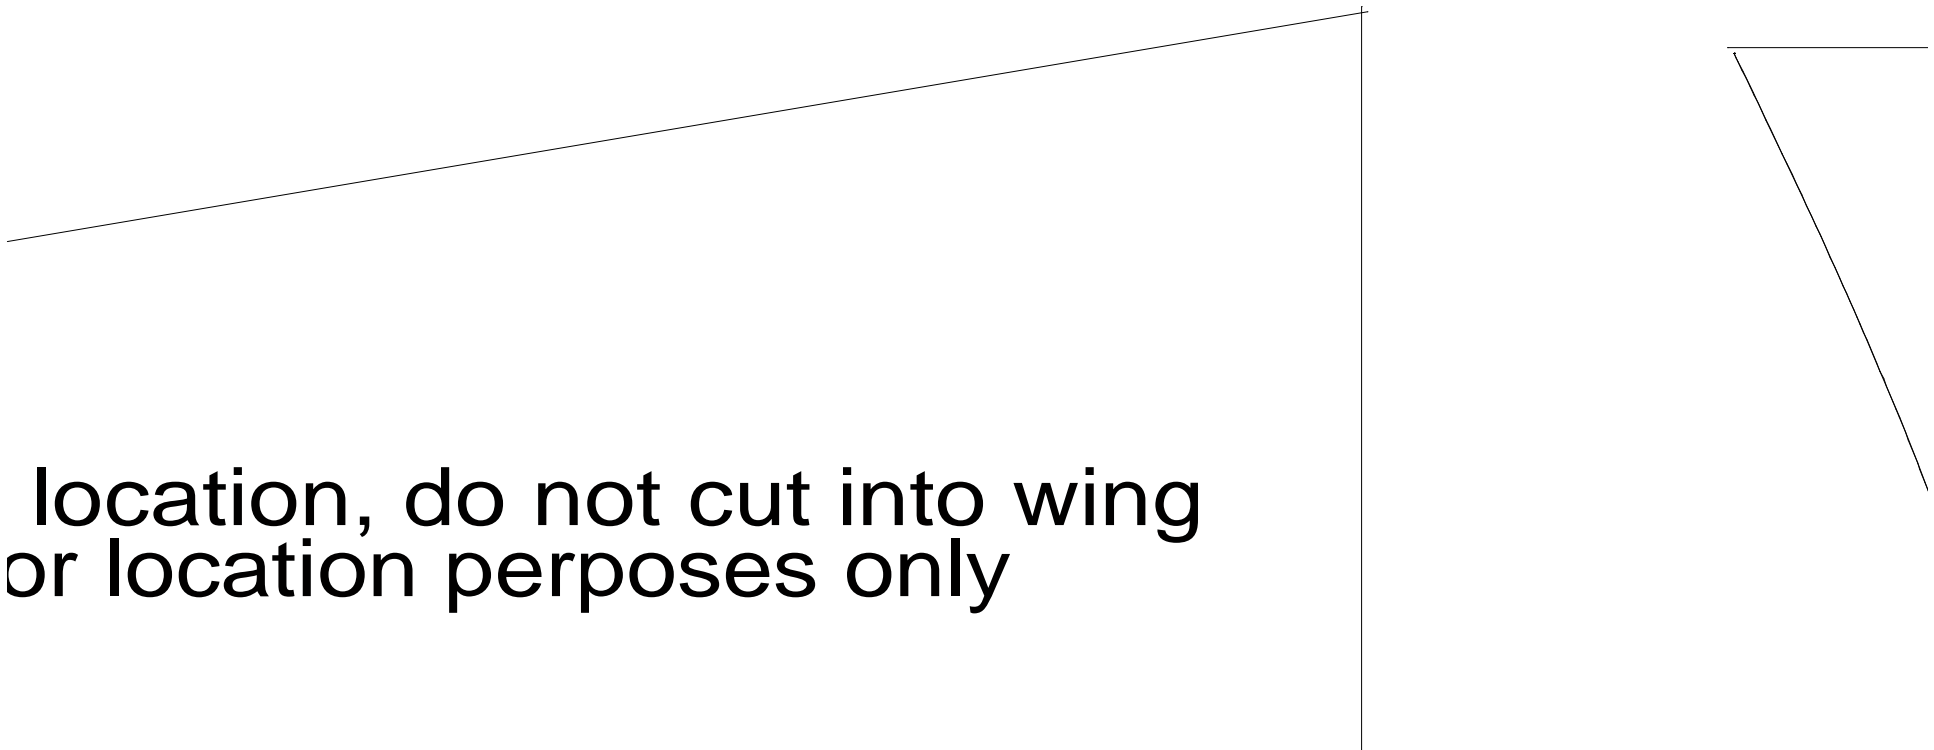 location, do not cut into wing
or location perposes only